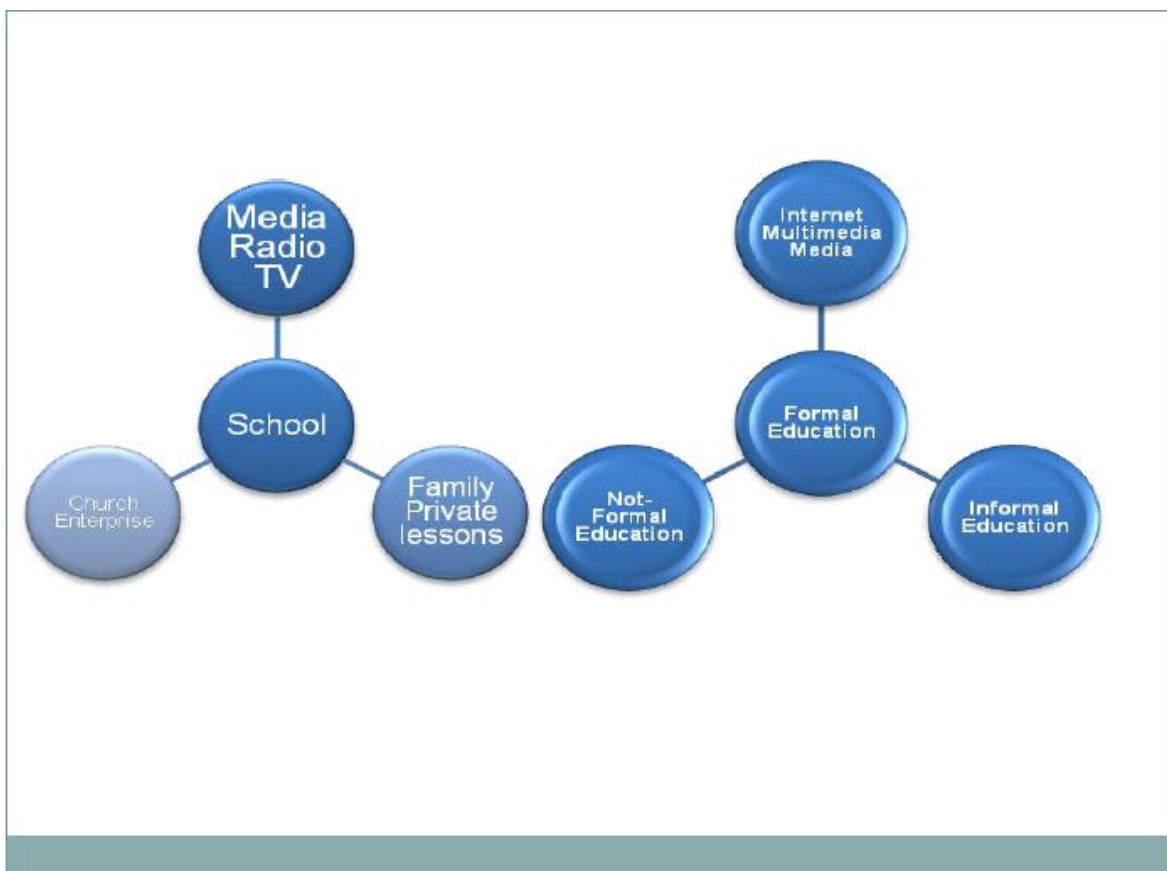 Media
Radio
TV
School
Church
Enterprise
Family
Private
lessons
Internet
Multimedia
Media
Formal
Education
Not-
Formal
Education
Informal
Education